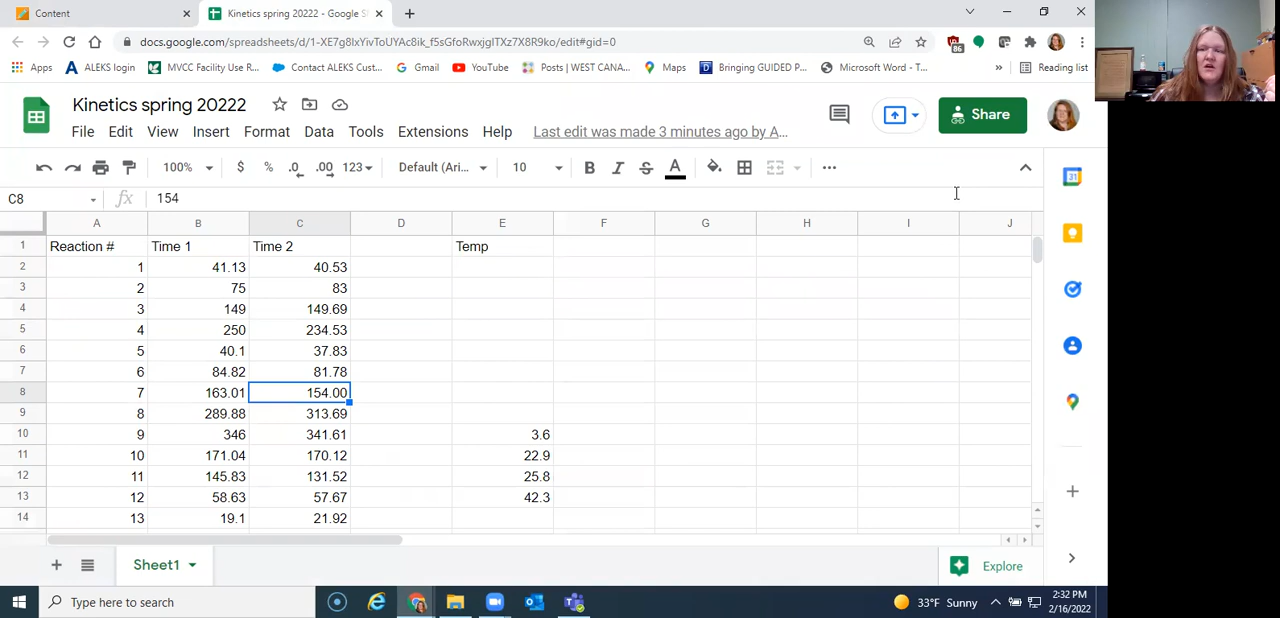 Content
Kinetics spring 20222 - Google S
docs.google.com/spreadsheets/d/1-XE7g8IxYivToUYAc8ik_f5sGfoRwxjgITXz7X8R9ko/edit#gid=0
86
Apps ALEKS login MVCC Facility Use R... Contact ALEKS Cust... Gmail YouTube Posts | WEST CANA... Maps Bringing GUIDED P... Microsoft Word - T... » Reading list
Kinetics spring 20222
Share
File Edit View Insert Format Data Tools Extensions Help Last edit was made 3 minutes ago by A...
100% $ % .0 .00 123 Default (Ari... 10 B I S A ...
31
C8 fx 154
A B C D E F G H I J
1 Reaction # Time 1 Time 2 Temp
2 1 41.13 40.53
3 2 75 83
4 3 149 149.69
5 4 250 234.53
6 5 40.1 37.83
7 6 84.82 81.78
8 7 163.01 154.00
9 8 289.88 313.69
10 9 346 341.61 3.6
11 10 171.04 170.12 22.9
12 11 145.83 131.52 25.8
13 12 58.63 57.67 42.3
14 13 19.1 21.92
Sheet1 Explore
Type here to search
33°F Sunny
2:32 PM
2/16/2022